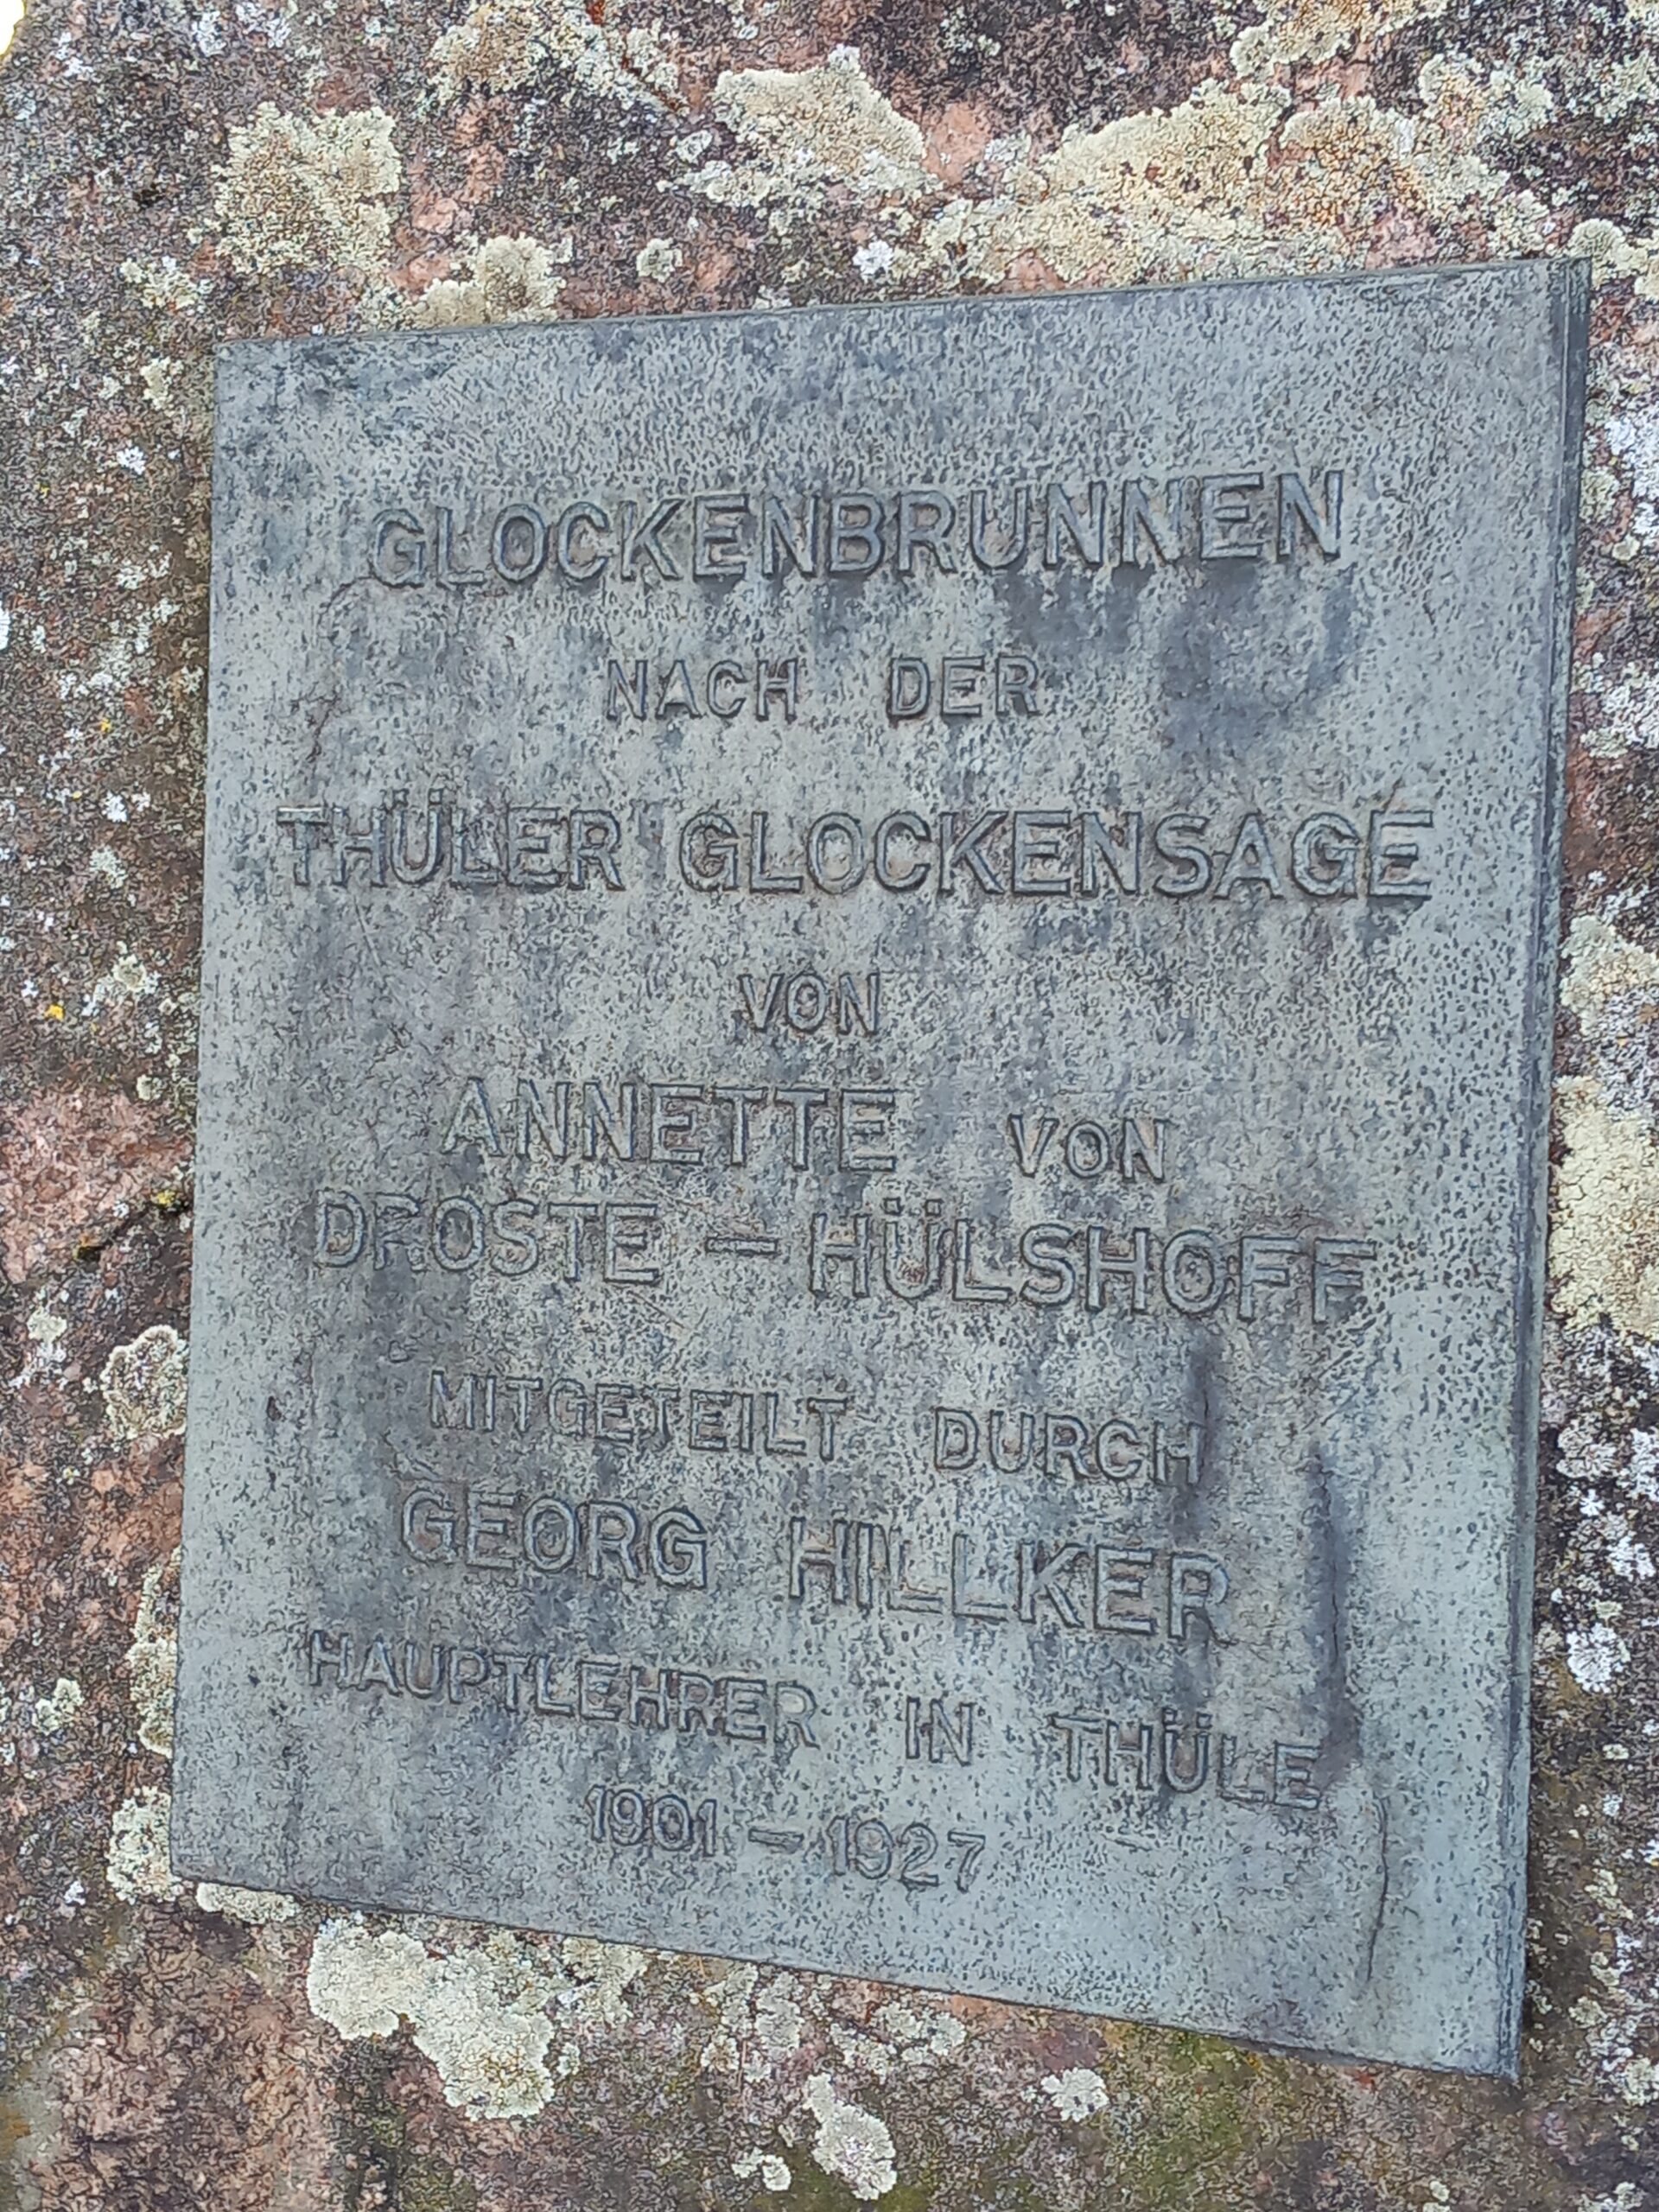 GLOCKENBRUNNEN
NACH DER
THÜLER GLOCKENSAGE
VON
ANNETTE VON
DROSTE – HÜLSHOFF
MITGETEILT DURCH
GEORG HILLKER
HAUPTLEHRER IN THÜLE
1901 – 1927